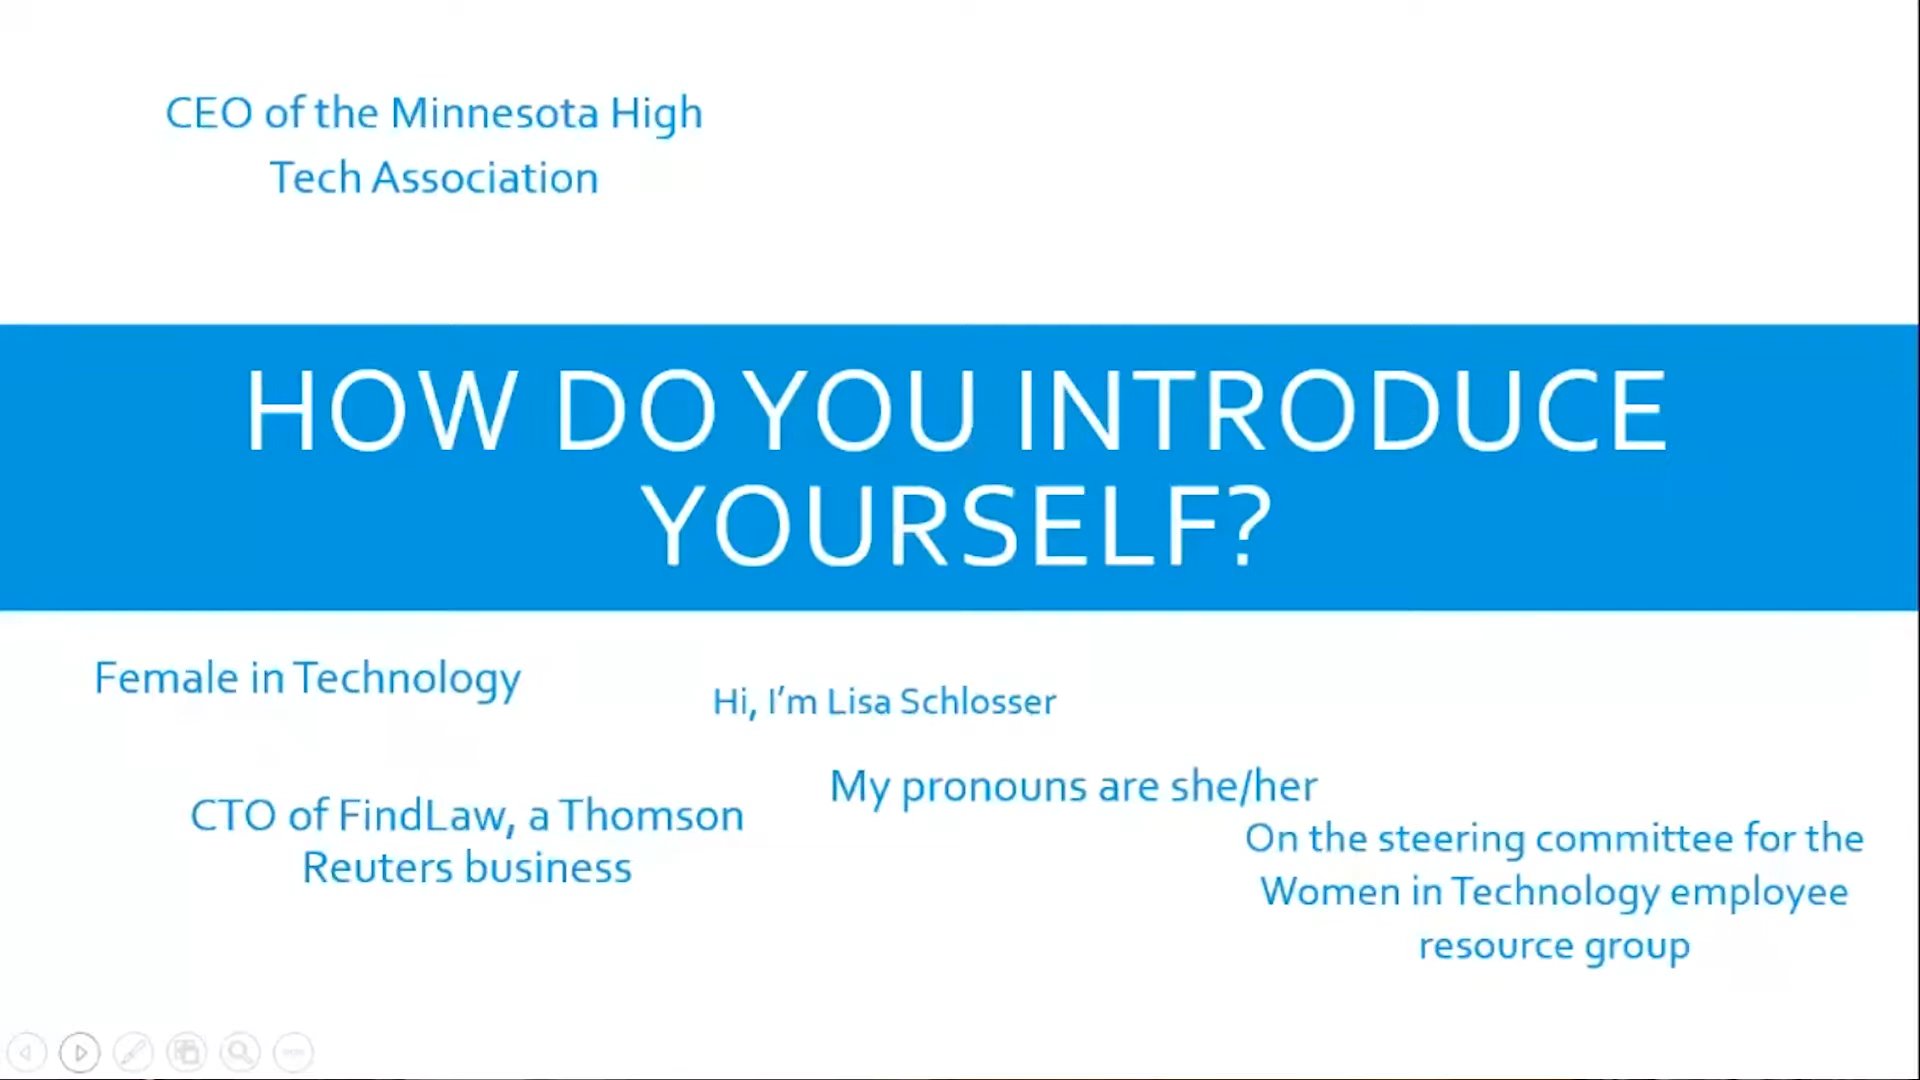 CEO of the Minnesota High
Tech Association
HOW DO YOU INTRODUCE
YOURSELF?
Female in Technology
Hi, I'm Lisa Schlosser
My pronouns are she/her
CTO of FindLaw, a Thomson
Reuters business
On the steering committee for the
Women in Technology employee
resource group